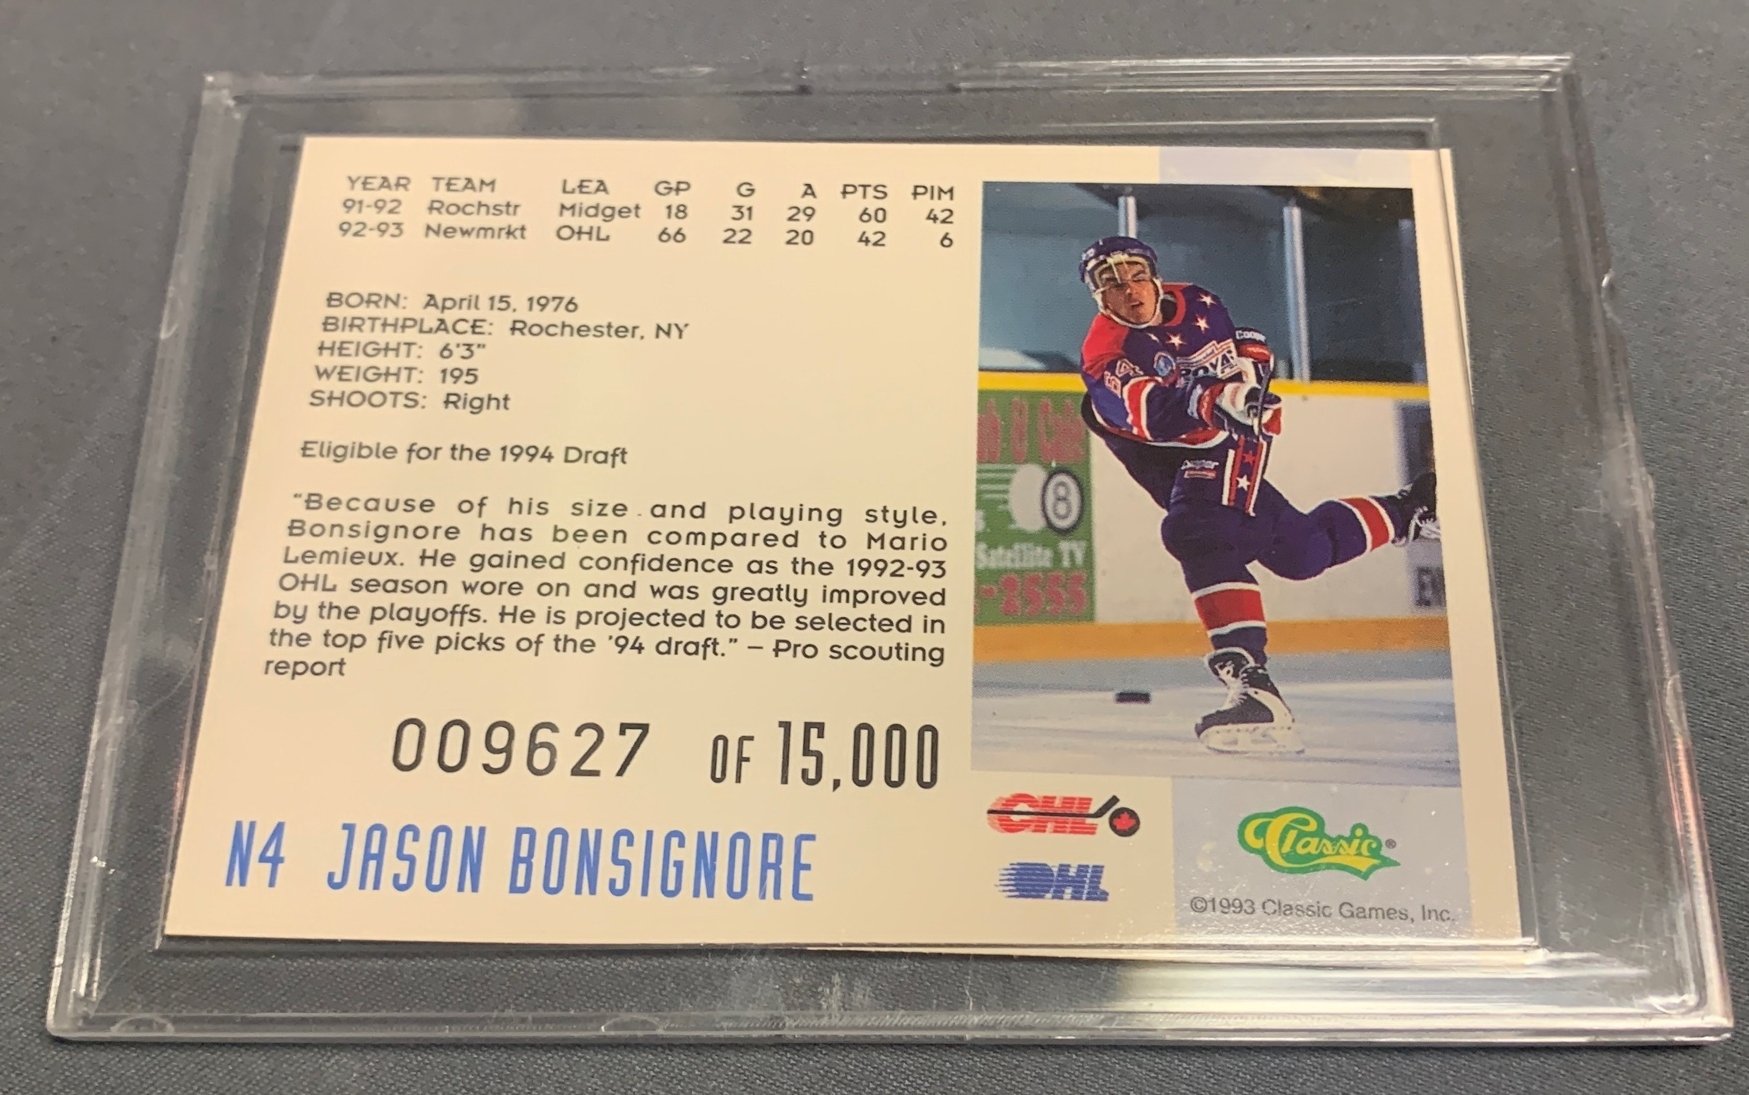 YEAR TEAM LEA GP G A PTS PIM
91-92 Rochstr Midget 18 31 29 60 42
92-93 Newmrkt OHL 66 22 20 42 6
BORN: April 15, 1976
BIRTHPLACE: Rochester, NY
HEIGHT: 6'3"
WEIGHT: 195
SHOOTS: Right
Eligible for the 1994 Draft
"Because of his size and playing style,
Bonsignore has been compared to Mario
Lemieux. He gained confidence as the 1992-93
OHL season wore on and was greatly improved
by the playoffs. He is projected to be selected in
the top five picks of the '94 draft." – Pro scouting
report
009627 OF 15,000
N4 JASON BONSIGNORE
8
Satellite TV
-2555
CHL
OHL
Classic®
©1993 Classic Games, Inc.